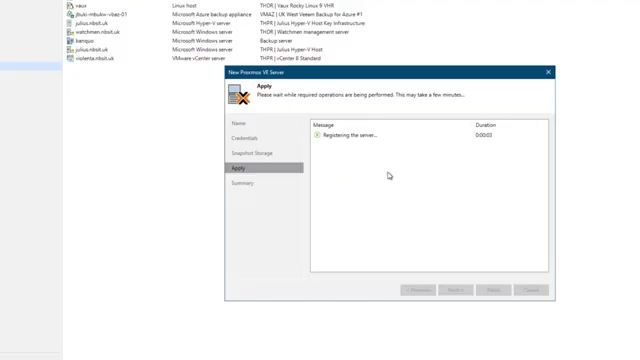 vaux Linux host THOR | Vaux Rocky Linux 9 VHR
jbuki-mbukw-vbaz-01 Microsoft Azure backup appliance VMAZ | UK West Veeam Backup for Azure #1
julius.nbsit.uk Microsoft Hyper-V server THPR | Julius Hyper-V Host Key Infrastructure
watchmen.nbsit.uk Microsoft Windows server THDR | Watchmen management server
banquo Microsoft Windows server Backup server
julius.nbsit.uk Microsoft Windows server THPR | Julius Hyper-V Host
violenta.nbsit.uk VMware vCenter server THPR | vCenter 8 Standard
New Proxmox VE Server
Apply
Please wait while required operations are being performed. This may take a few minutes...
Name
Credentials
Snapshot Storage
Apply
Summary
Message Duration
Registering the server... 0:00:03
< Previous Next > Finish Cancel